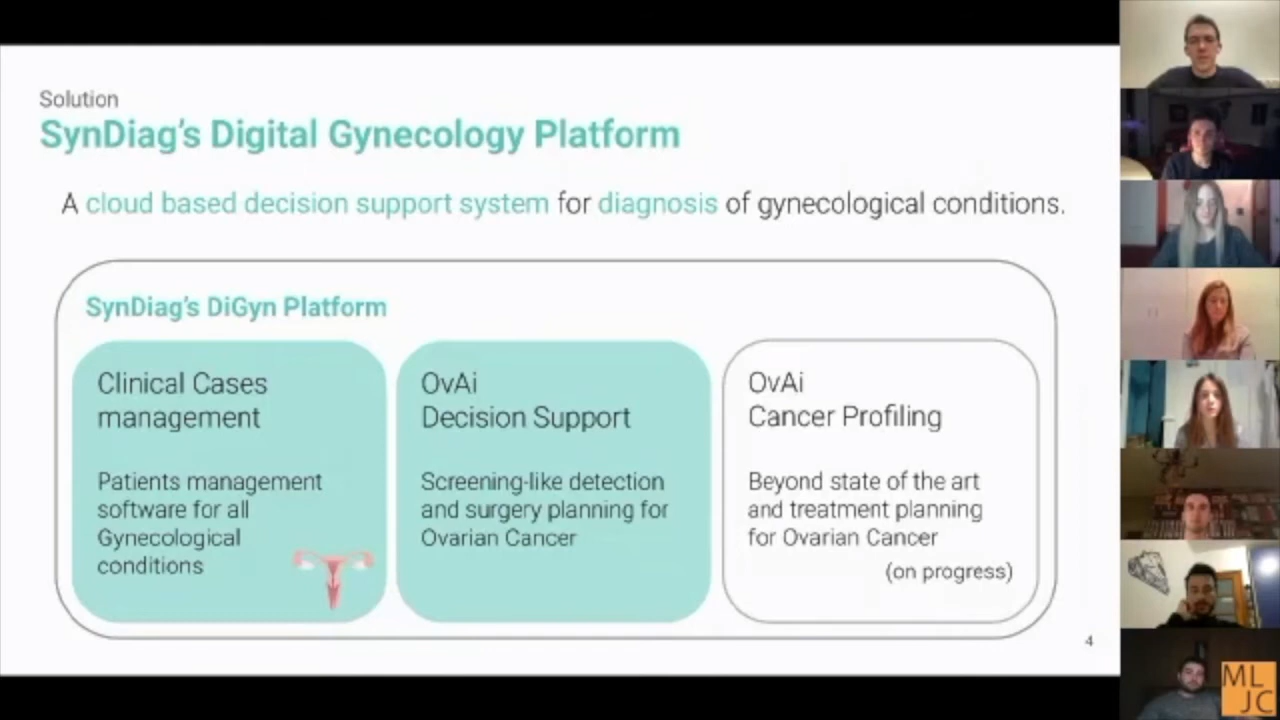 Solution
SynDiag's Digital Gynecology Platform
A cloud based decision support system for diagnosis of gynecological conditions.
SynDiag's DiGyn Platform
Clinical Cases
management
Patients management
software for all
Gynecological
conditions
OvAi
Decision Support
Screening-like detection
and surgery planning for
Ovarian Cancer
OvAi
Cancer Profiling
Beyond state of the art
and treatment planning
for Ovarian Cancer
(on progress)
4
ML
JC